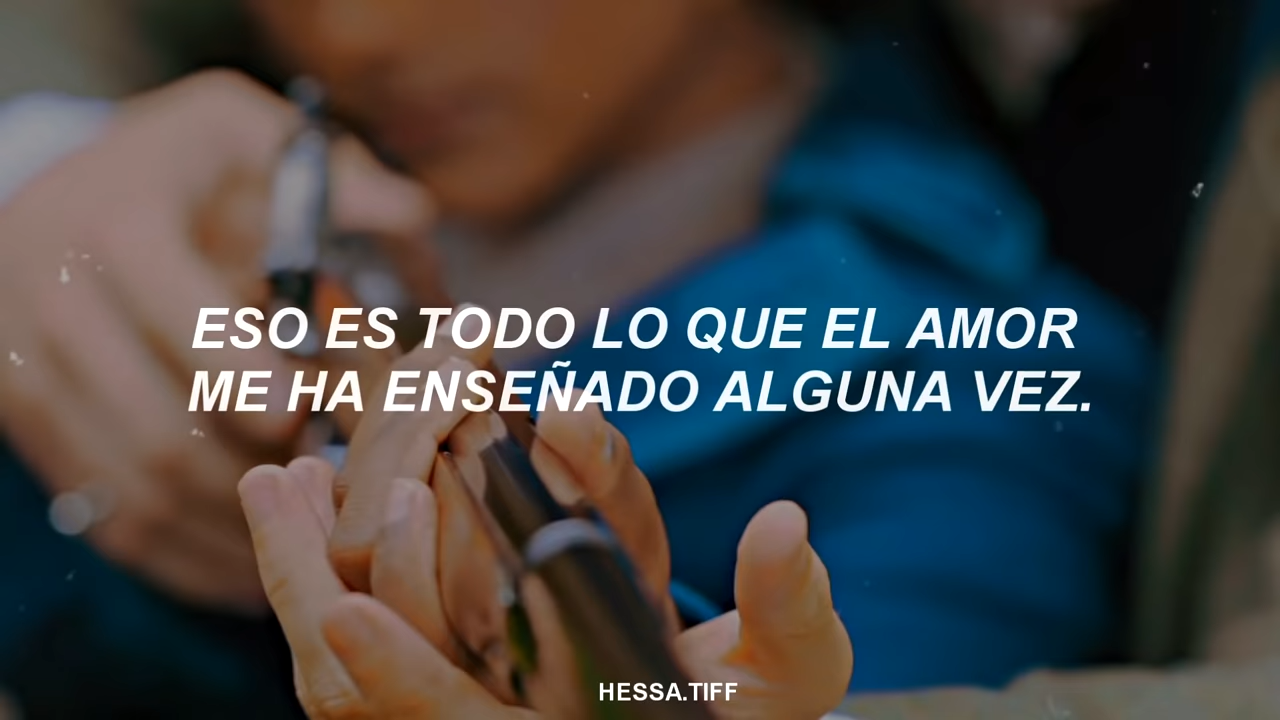 ESO ES TODO LO QUE EL AMOR
ME HA ENSEÑADO ALGUNA VEZ.
HESSA.TIFF